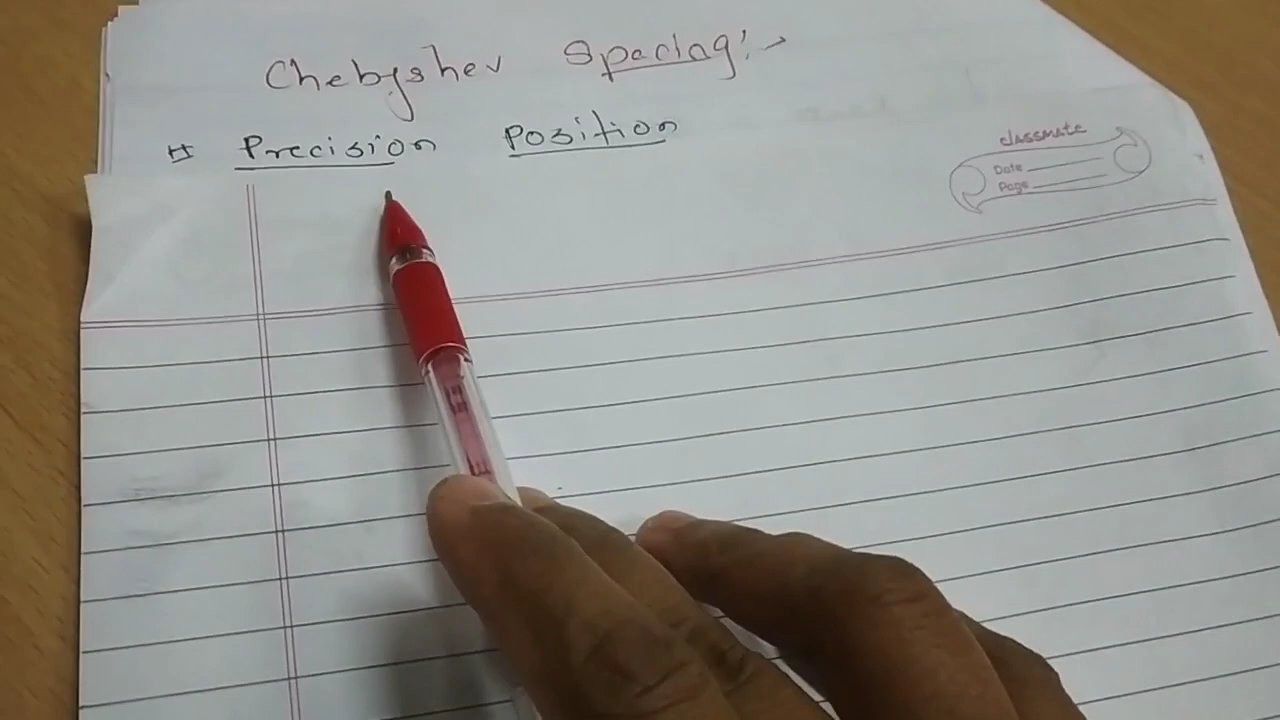 Chebyshev Spacing:-
# Precision Position
classmate
Date
Page